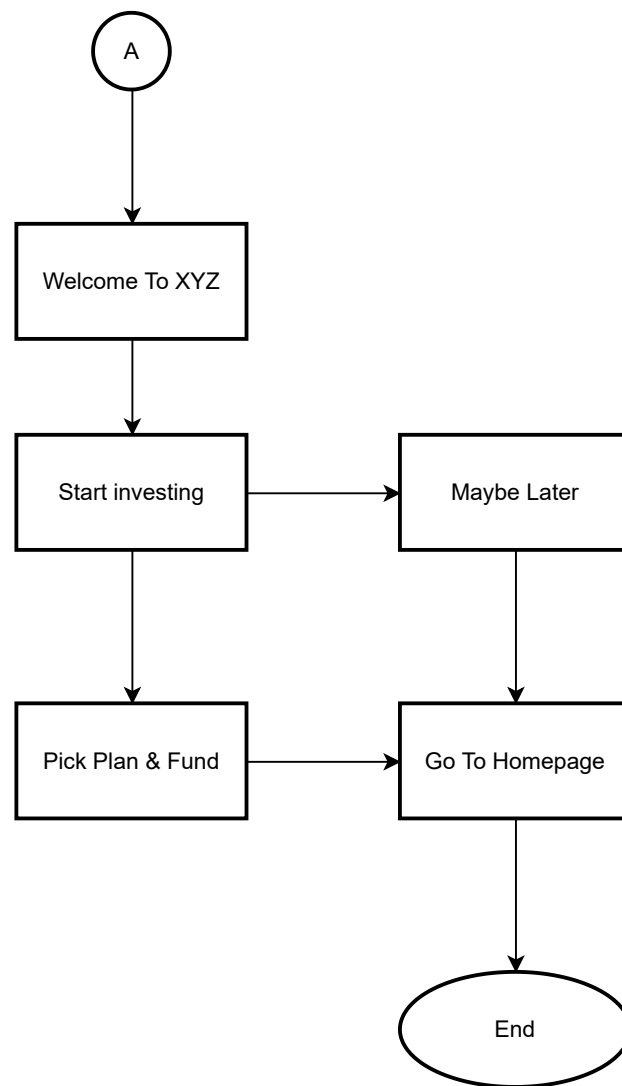 A
Welcome To XYZ
Start investing
Maybe Later
Pick Plan & Fund
Go To Homepage
End